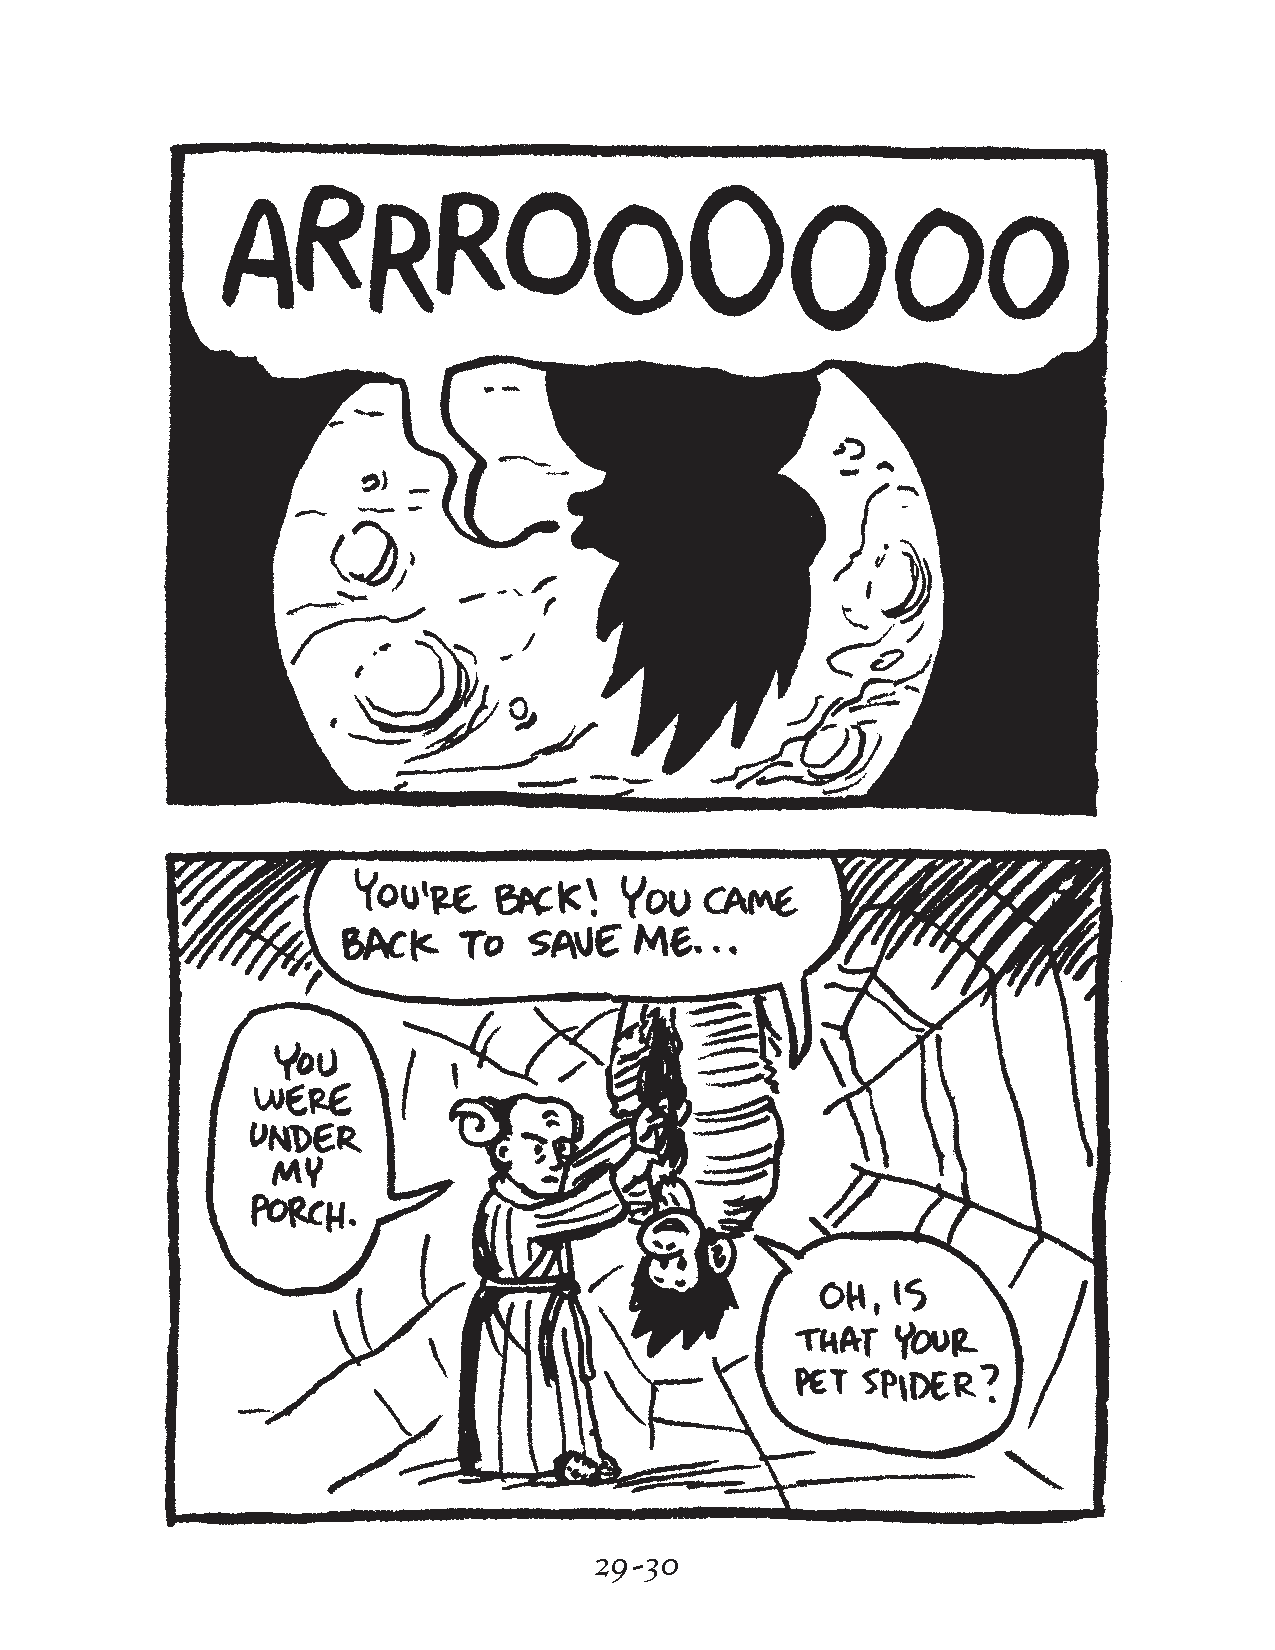 ARRROOOOOO
YOU'RE BACK! YOU CAME
BACK TO SAVE ME...
YOU
WERE
UNDER
MY
PORCH.
OH, IS
THAT YOUR
PET SPIDER?
29-30